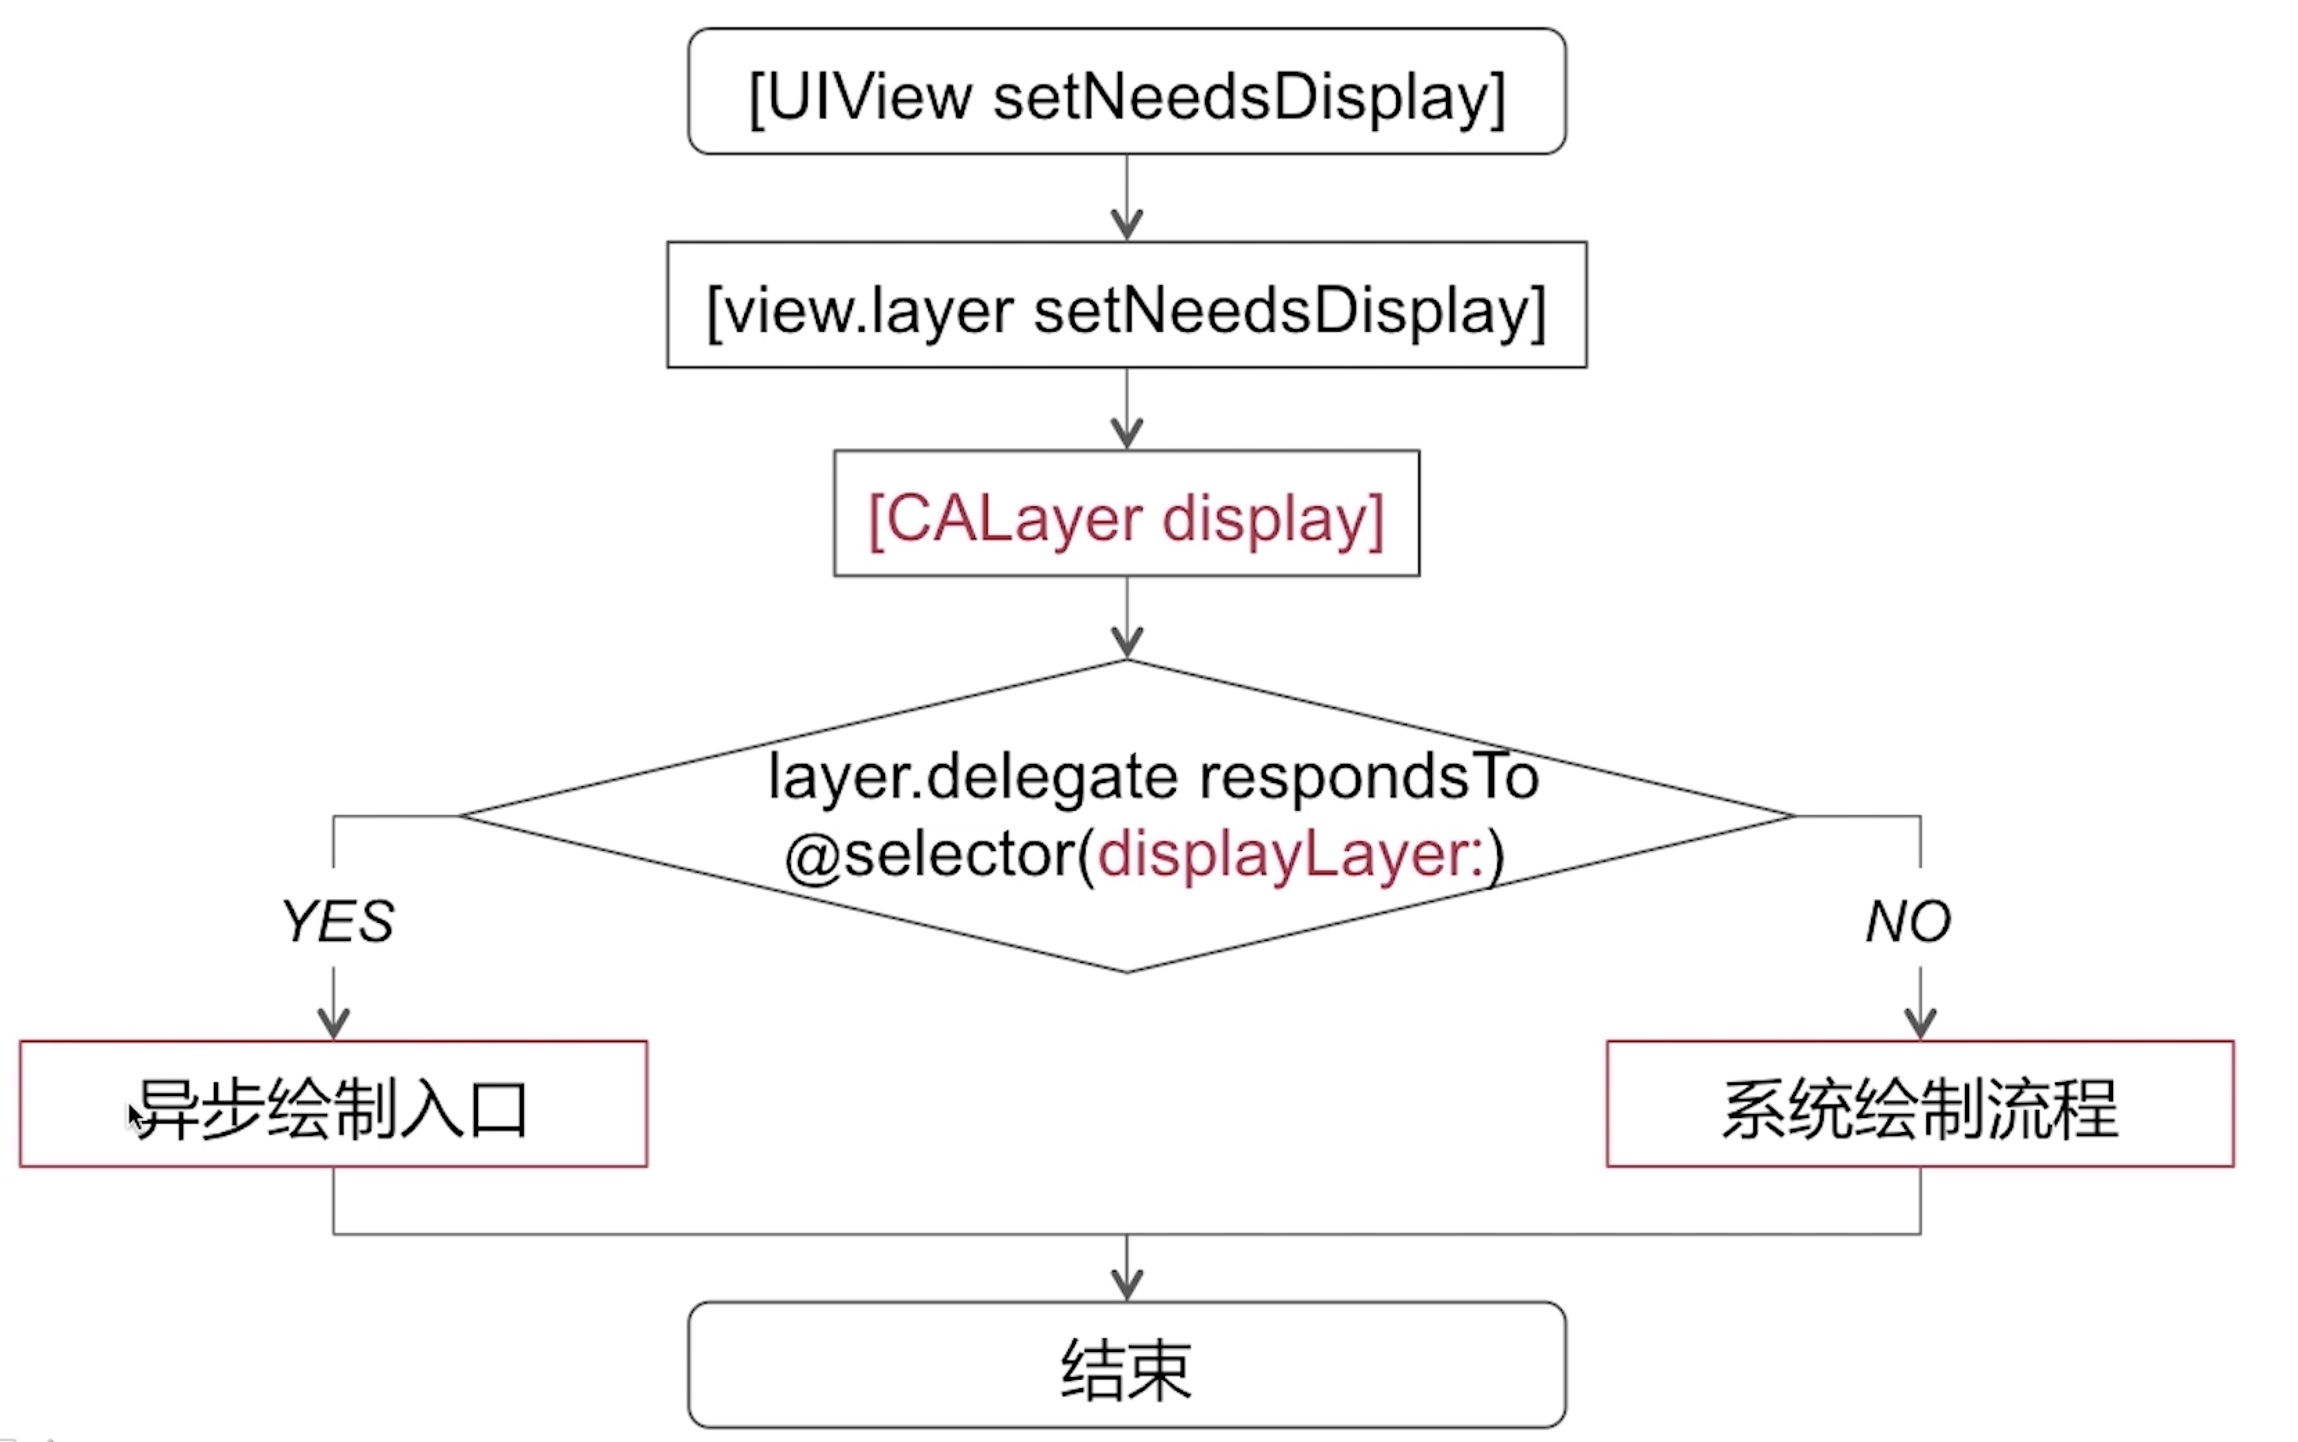 [UIView setNeedsDisplay]
[view.layer setNeedsDisplay]
[CALayer display]
layer.delegate respondsTo
@selector(displayLayer:)
YES
NO
异步绘制入口
系统绘制流程
结束